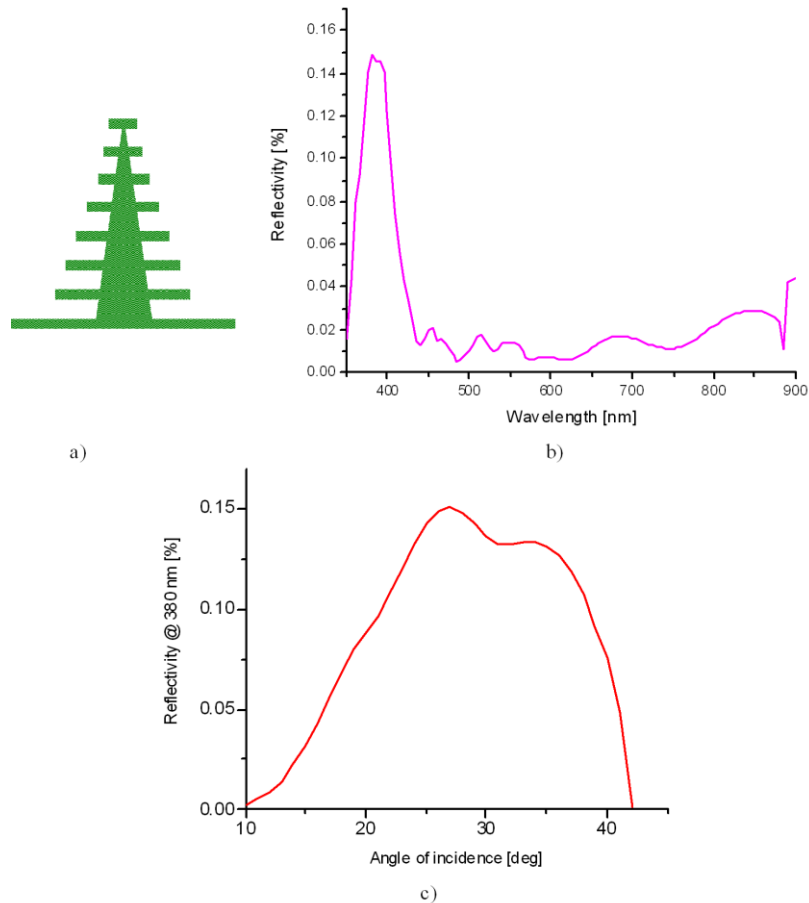 0.16
0.14
0.12
0.10
0.08
0.06
0.04
0.02
0.00
Reflectivity [%]
400 500 600 700 800 900
Wavelength [nm]
a)
b)
0.15
0.10
0.05
0.00
Reflectivity @ 380 nm [%]
10 20 30 40
Angle of incidence [deg]
c)